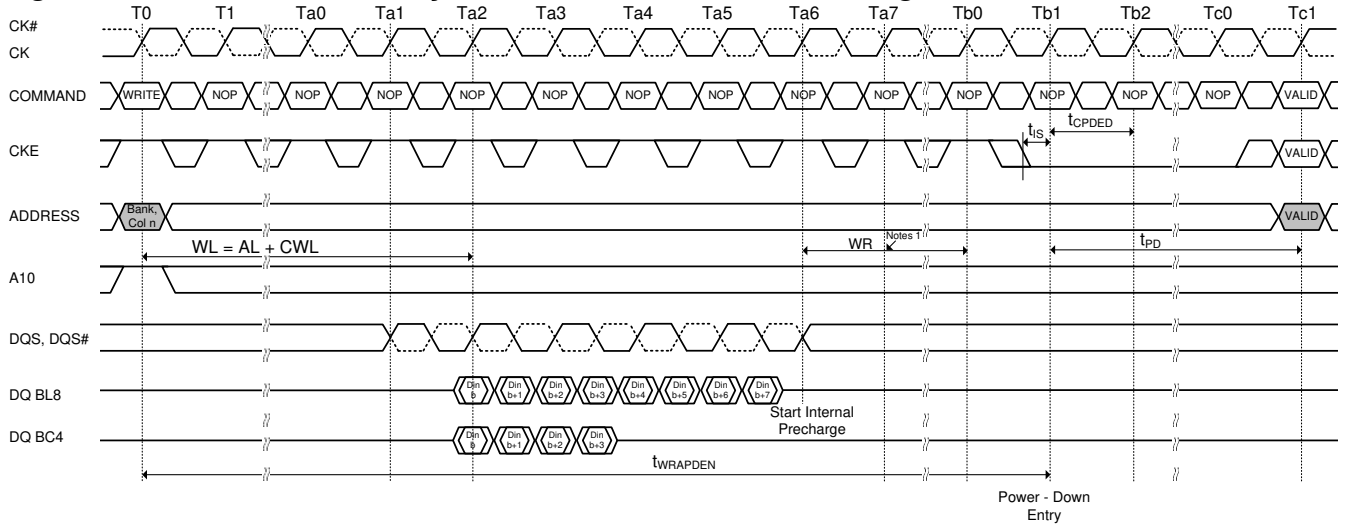 T0 T1 Ta0 Ta1 Ta2 Ta3 Ta4 Ta5 Ta6 Ta7 Tb0 Tb1 Tb2 Tc0 Tc1
CK#
CK
COMMAND WRITE NOP NOP NOP NOP NOP NOP NOP NOP NOP NOP NOP NOP NOP VALID
tIS tCPDED
CKE VALID
ADDRESS Bank, Col n VALID
WL = AL + CWL WR Notes 1 tPD
A10
DQS, DQS#
DQ BL8 Din b Din b+1 Din b+2 Din b+3 Din b+4 Din b+5 Din b+6 Din b+7
Start Internal
Precharge
DQ BC4 Din b Din b+1 Din b+2 Din b+3
tWRAPDEN
Power - Down
Entry